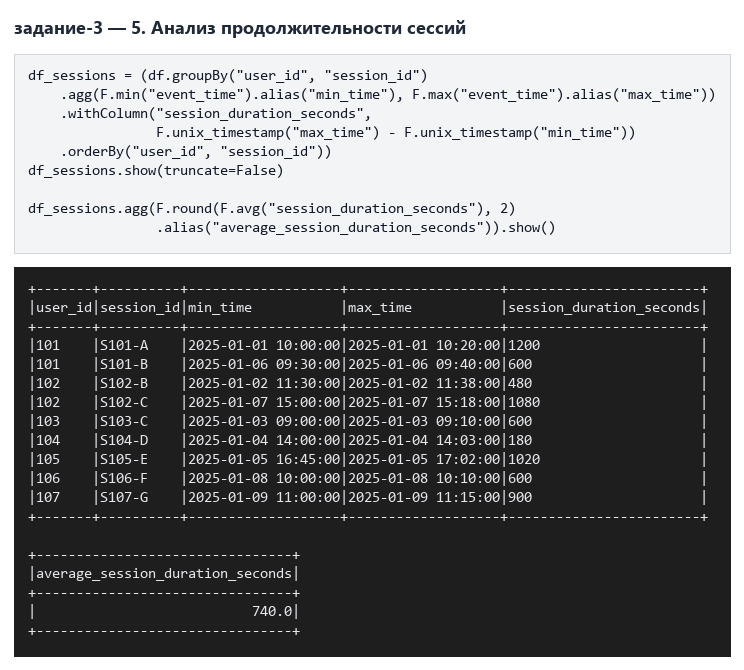 задание-3 — 5. Анализ продолжительности сессий
df_sessions = (df.groupBy("user_id", "session_id")
    .agg(F.min("event_time").alias("min_time"), F.max("event_time").alias("max_time"))
    .withColumn("session_duration_seconds",
                F.unix_timestamp("max_time") - F.unix_timestamp("min_time"))
    .orderBy("user_id", "session_id"))
df_sessions.show(truncate=False)

df_sessions.agg(F.round(F.avg("session_duration_seconds"), 2)
                .alias("average_session_duration_seconds")).show()
+-------+----------+-------------------+-------------------+------------------------+
|user_id|session_id|min_time           |max_time           |session_duration_seconds|
+-------+----------+-------------------+-------------------+------------------------+
|101    |S101-A    |2025-01-01 10:00:00|2025-01-01 10:20:00|1200                    |
|101    |S101-B    |2025-01-06 09:30:00|2025-01-06 09:40:00|600                     |
|102    |S102-B    |2025-01-02 11:30:00|2025-01-02 11:38:00|480                     |
|102    |S102-C    |2025-01-07 15:00:00|2025-01-07 15:18:00|1080                    |
|103    |S103-C    |2025-01-03 09:00:00|2025-01-03 09:10:00|600                     |
|104    |S104-D    |2025-01-04 14:00:00|2025-01-04 14:03:00|180                     |
|105    |S105-E    |2025-01-05 16:45:00|2025-01-05 17:02:00|1020                    |
|106    |S106-F    |2025-01-08 10:00:00|2025-01-08 10:10:00|600                     |
|107    |S107-G    |2025-01-09 11:00:00|2025-01-09 11:15:00|900                     |
+-------+----------+-------------------+-------------------+------------------------+

+--------------------------------+
|average_session_duration_seconds|
+--------------------------------+
|                           740.0|
+--------------------------------+